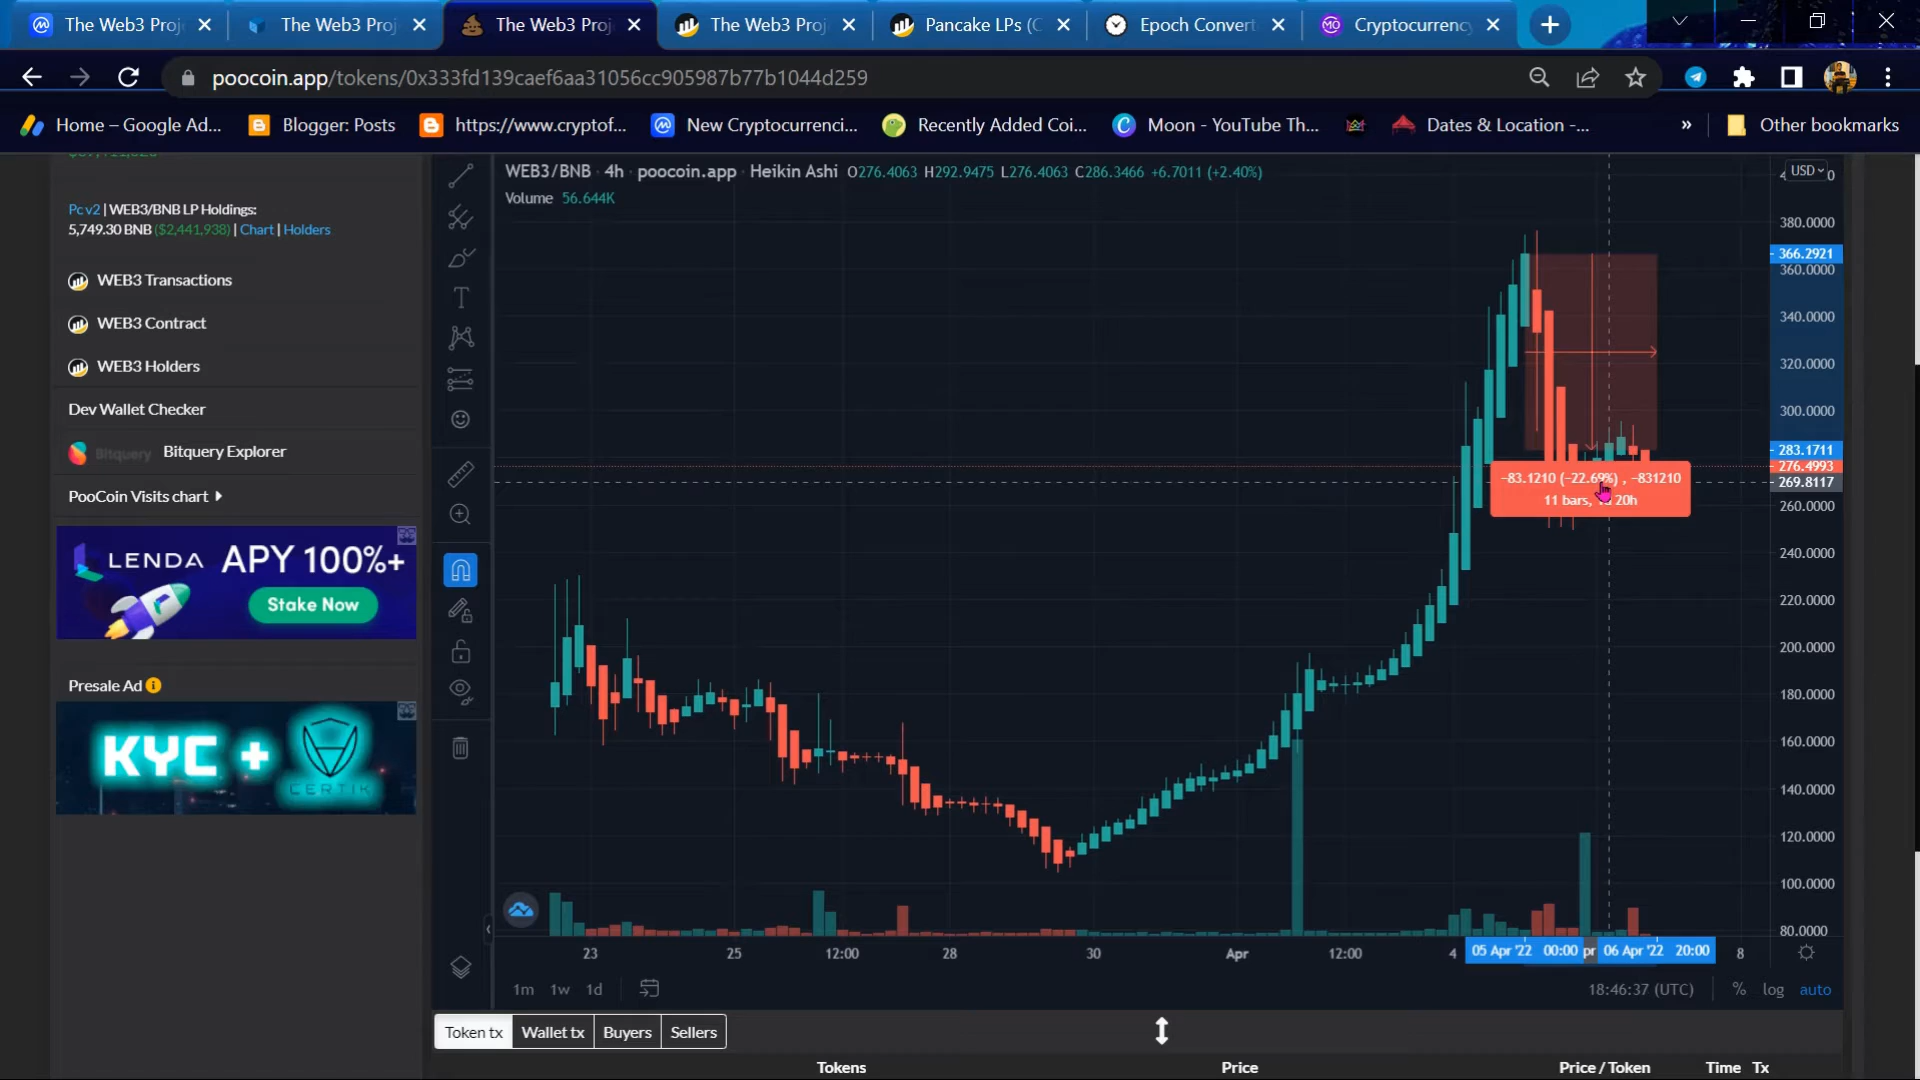 The Web3 Proj
The Web3 Proj
The Web3 Proj
The Web3 Proj
Pancake LPs (C
Epoch Convert
Cryptocurrency
poocoin.app/tokens/0x333fd139caef6aa31056cc905987b77b1044d259
Home – Google Ad...
Blogger: Posts
https://www.cryptof...
New Cryptocurrenci...
Recently Added Coi...
Moon - YouTube Th...
Dates & Location -...
»
Other bookmarks
Pc v2 | WEB3/BNB LP Holdings:
5,749.30 BNB ($2,441,938) | Chart | Holders
WEB3 Transactions
WEB3 Contract
WEB3 Holders
Dev Wallet Checker
Bitquery Bitquery Explorer
PooCoin Visits chart
LENDA APY 100%+
Stake Now
Presale Ad
KYC +
CERTIK
WEB3/BNB · 4h · poocoin.app · Heikin Ashi O276.4063 H292.9475 L276.4063 C286.3466 +6.7011 (+2.40%)
Volume 56.644K
USD
380.0000
366.2921
360.0000
340.0000
320.0000
300.0000
283.1711
276.4993
269.8117
260.0000
240.0000
220.0000
200.0000
180.0000
160.0000
140.0000
120.0000
100.0000
80.0000
−83.1210 (−22.69%) , −831210
11 bars, 20h
23 25 12:00 28 30 Apr 12:00 4 05 Apr '22 00:00 pr 06 Apr '22 20:00 8
1m 1w 1d
18:46:37 (UTC) % log auto
Token tx Wallet tx Buyers Sellers
Tokens Price Price / Token Time Tx